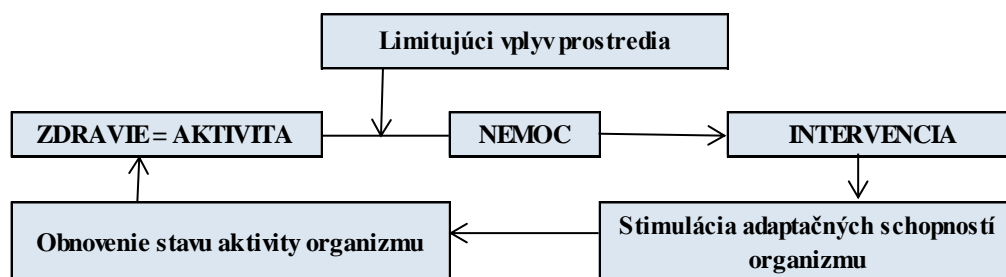 Limitujúci vplyv prostredia
ZDRAVIE = AKTIVITA
NEMOC
INTERVENCIA
Obnovenie stavu aktivity organizmu
Stimulácia adaptačných schopností
organizmu